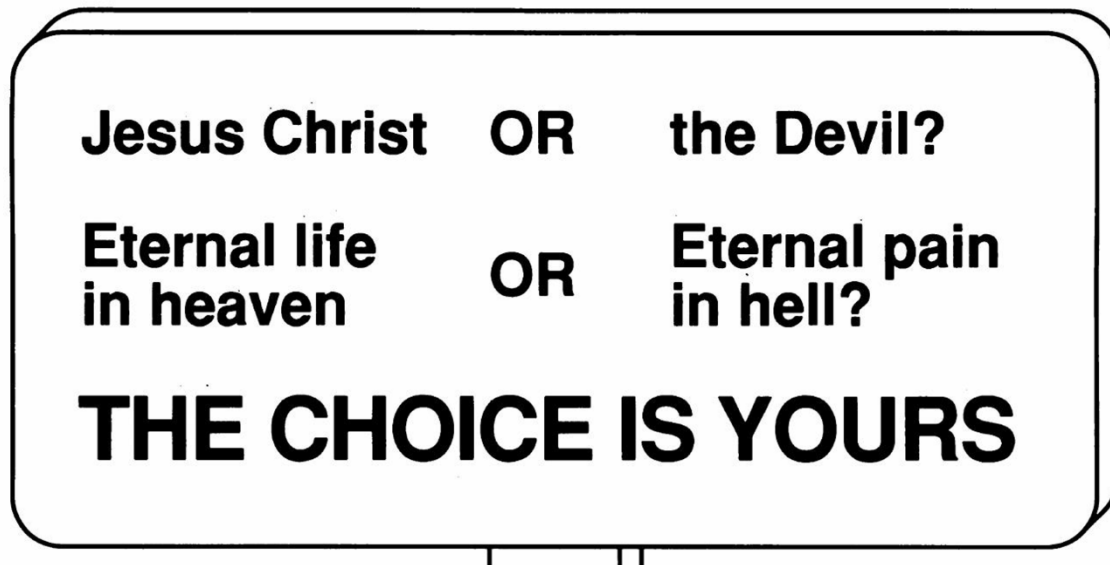 Jesus Christ OR the Devil?
Eternal life OR Eternal pain
in heaven in hell?
THE CHOICE IS YOURS